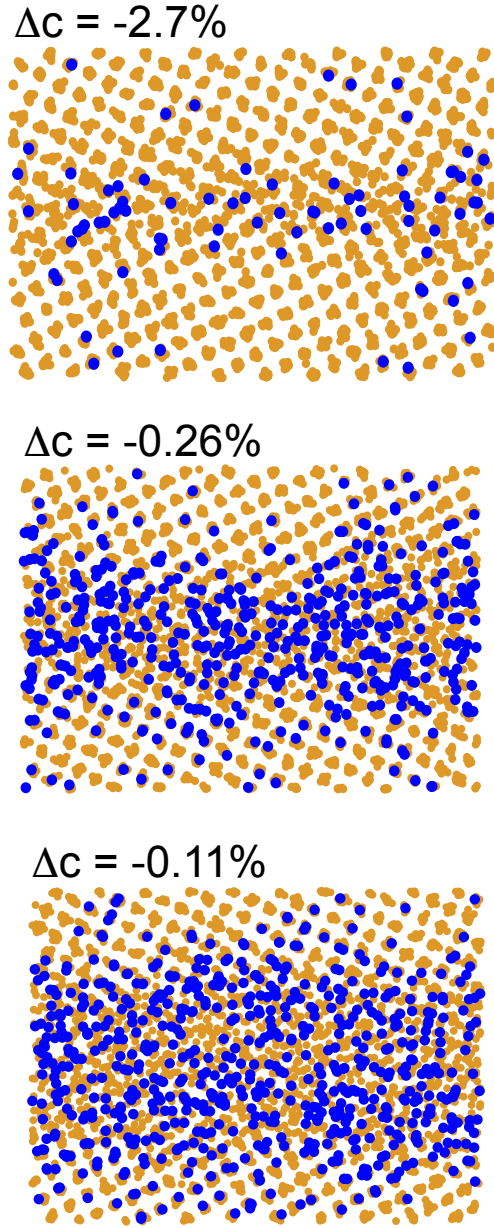 Δc = -2.7%
Δc = -0.26%
Δc = -0.11%